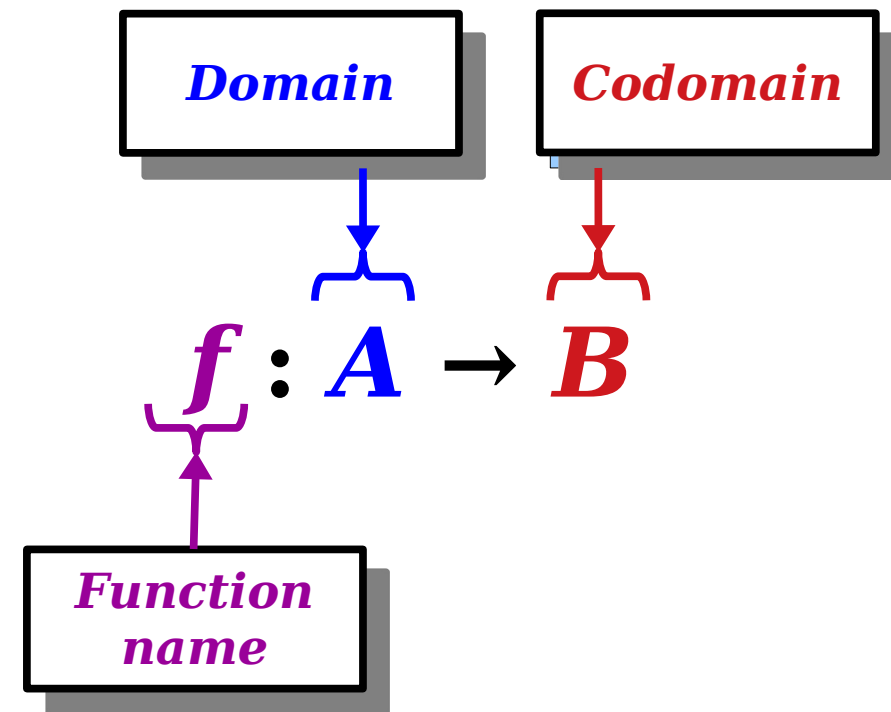 Domain
Codomain
f : A → B
Function
name